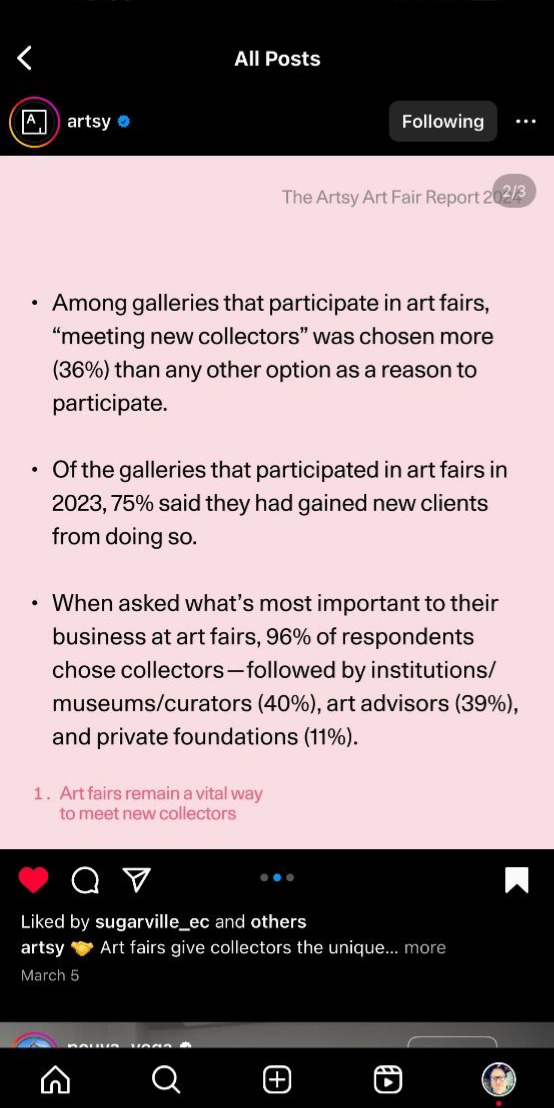 All Posts
artsy
Following
The Artsy Art Fair Report 2024
2/3
• Among galleries that participate in art fairs,
“meeting new collectors” was chosen more
(36%) than any other option as a reason to
participate.
• Of the galleries that participated in art fairs in
2023, 75% said they had gained new clients
from doing so.
• When asked what’s most important to their
business at art fairs, 96% of respondents
chose collectors—followed by institutions/
museums/curators (40%), art advisors (39%),
and private foundations (11%).
1. Art fairs remain a vital way
to meet new collectors
Liked by sugarville_ec and others
artsy 🤝 Art fairs give collectors the unique... more
March 5